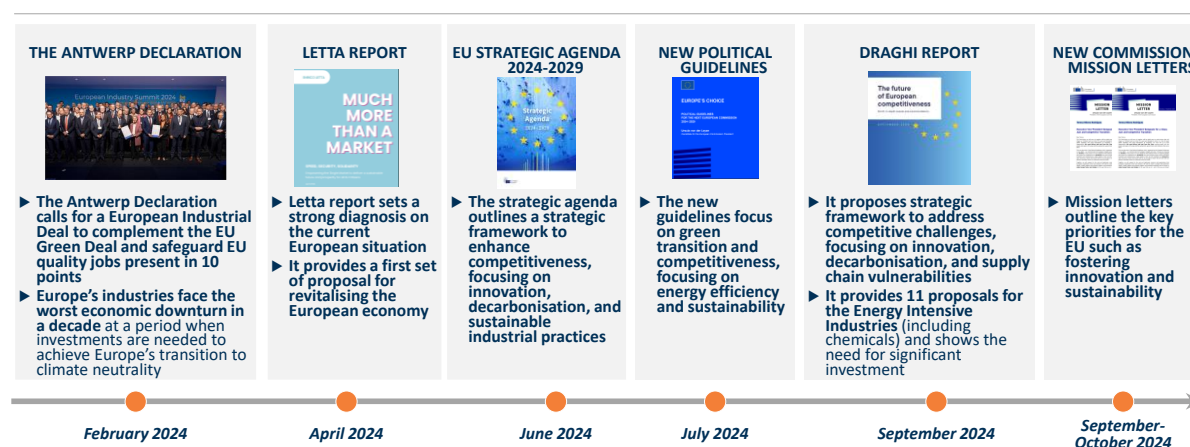 THE ANTWERP DECLARATION
European Industry Summit 2024
► The Antwerp Declaration
calls for a European Industrial
Deal to complement the EU
Green Deal and safeguard EU
quality jobs present in 10
points
► Europe's industries face the
worst economic downturn in
a decade at a period when
investments are needed to
achieve Europe's transition to
climate neutrality
February 2024
LETTA REPORT
MUCH
MORE
THAN A
MARKET
► Letta report sets a
strong diagnosis on
the current
European situation
► It provides a first set
of proposal for
revitalising the
European economy
April 2024
EU STRATEGIC AGENDA
2024-2029
Strategic
Agenda
2024-2029
► The strategic agenda
outlines a strategic
framework to
enhance
competitiveness,
focusing on
innovation,
decarbonisation, and
sustainable
industrial practices
June 2024
NEW POLITICAL
GUIDELINES
EUROPE'S CHOICE
► The new
guidelines focus
on green
transition and
competitiveness,
focusing on
energy efficiency
and sustainability
July 2024
DRAGHI REPORT
The future
of European
competitiveness
► It proposes strategic
framework to address
competitive challenges,
focusing on innovation,
decarbonisation, and supply
chain vulnerabilities
► It provides 11 proposals for
the Energy Intensive
Industries (including
chemicals) and shows the
need for significant
investment
September 2024
NEW COMMISSION
MISSION LETTERS
MISSION
LETTER
MISSION
LETTER
► Mission letters
outline the key
priorities for the
EU such as
fostering
innovation and
sustainability
September-
October 2024